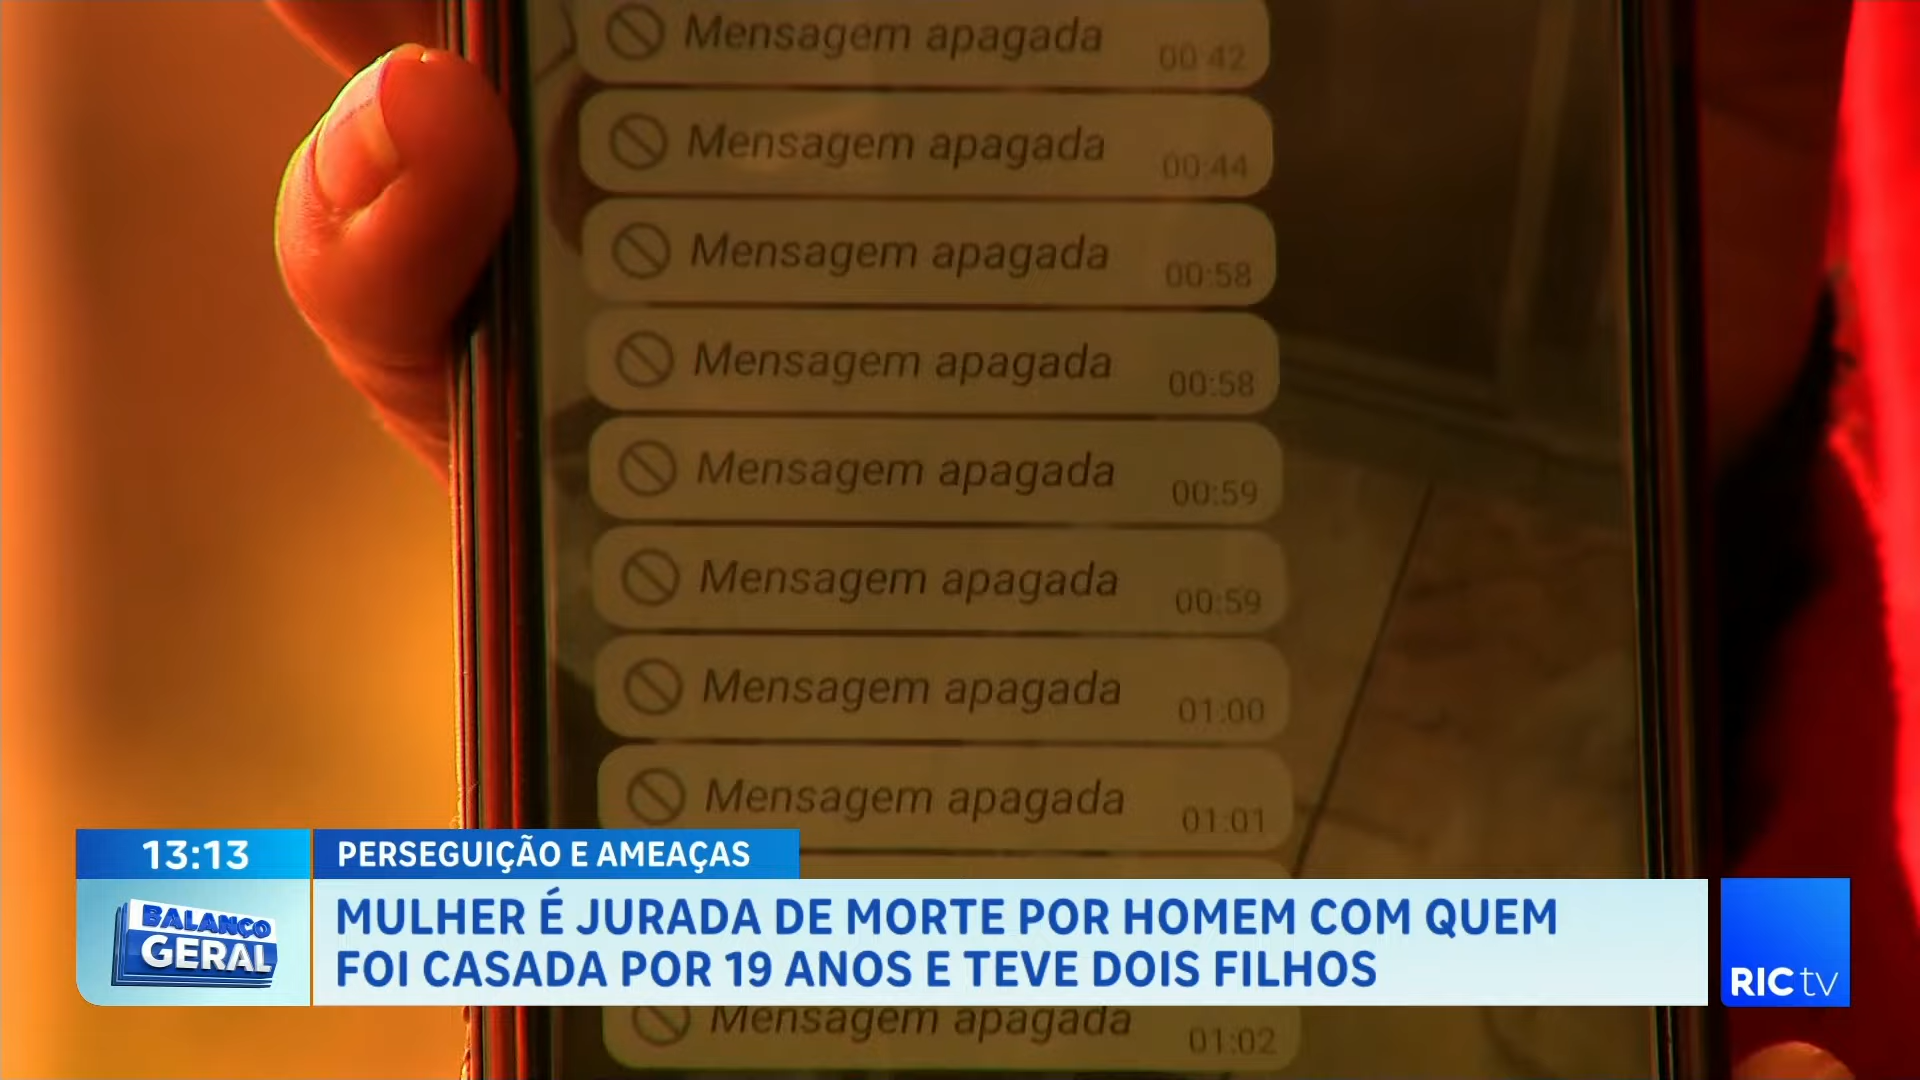 Mensagem apagada 00:42
Mensagem apagada 00:44
Mensagem apagada 00:58
Mensagem apagada 00:58
Mensagem apagada 00:59
Mensagem apagada 00:59
Mensagem apagada 01:00
Mensagem apagada 01:01
13:13
PERSEGUIÇÃO E AMEAÇAS
BALANÇO
GERAL
MULHER É JURADA DE MORTE POR HOMEM COM QUEM
FOI CASADA POR 19 ANOS E TEVE DOIS FILHOS
RIC tv
Mensagem apagada 01:02